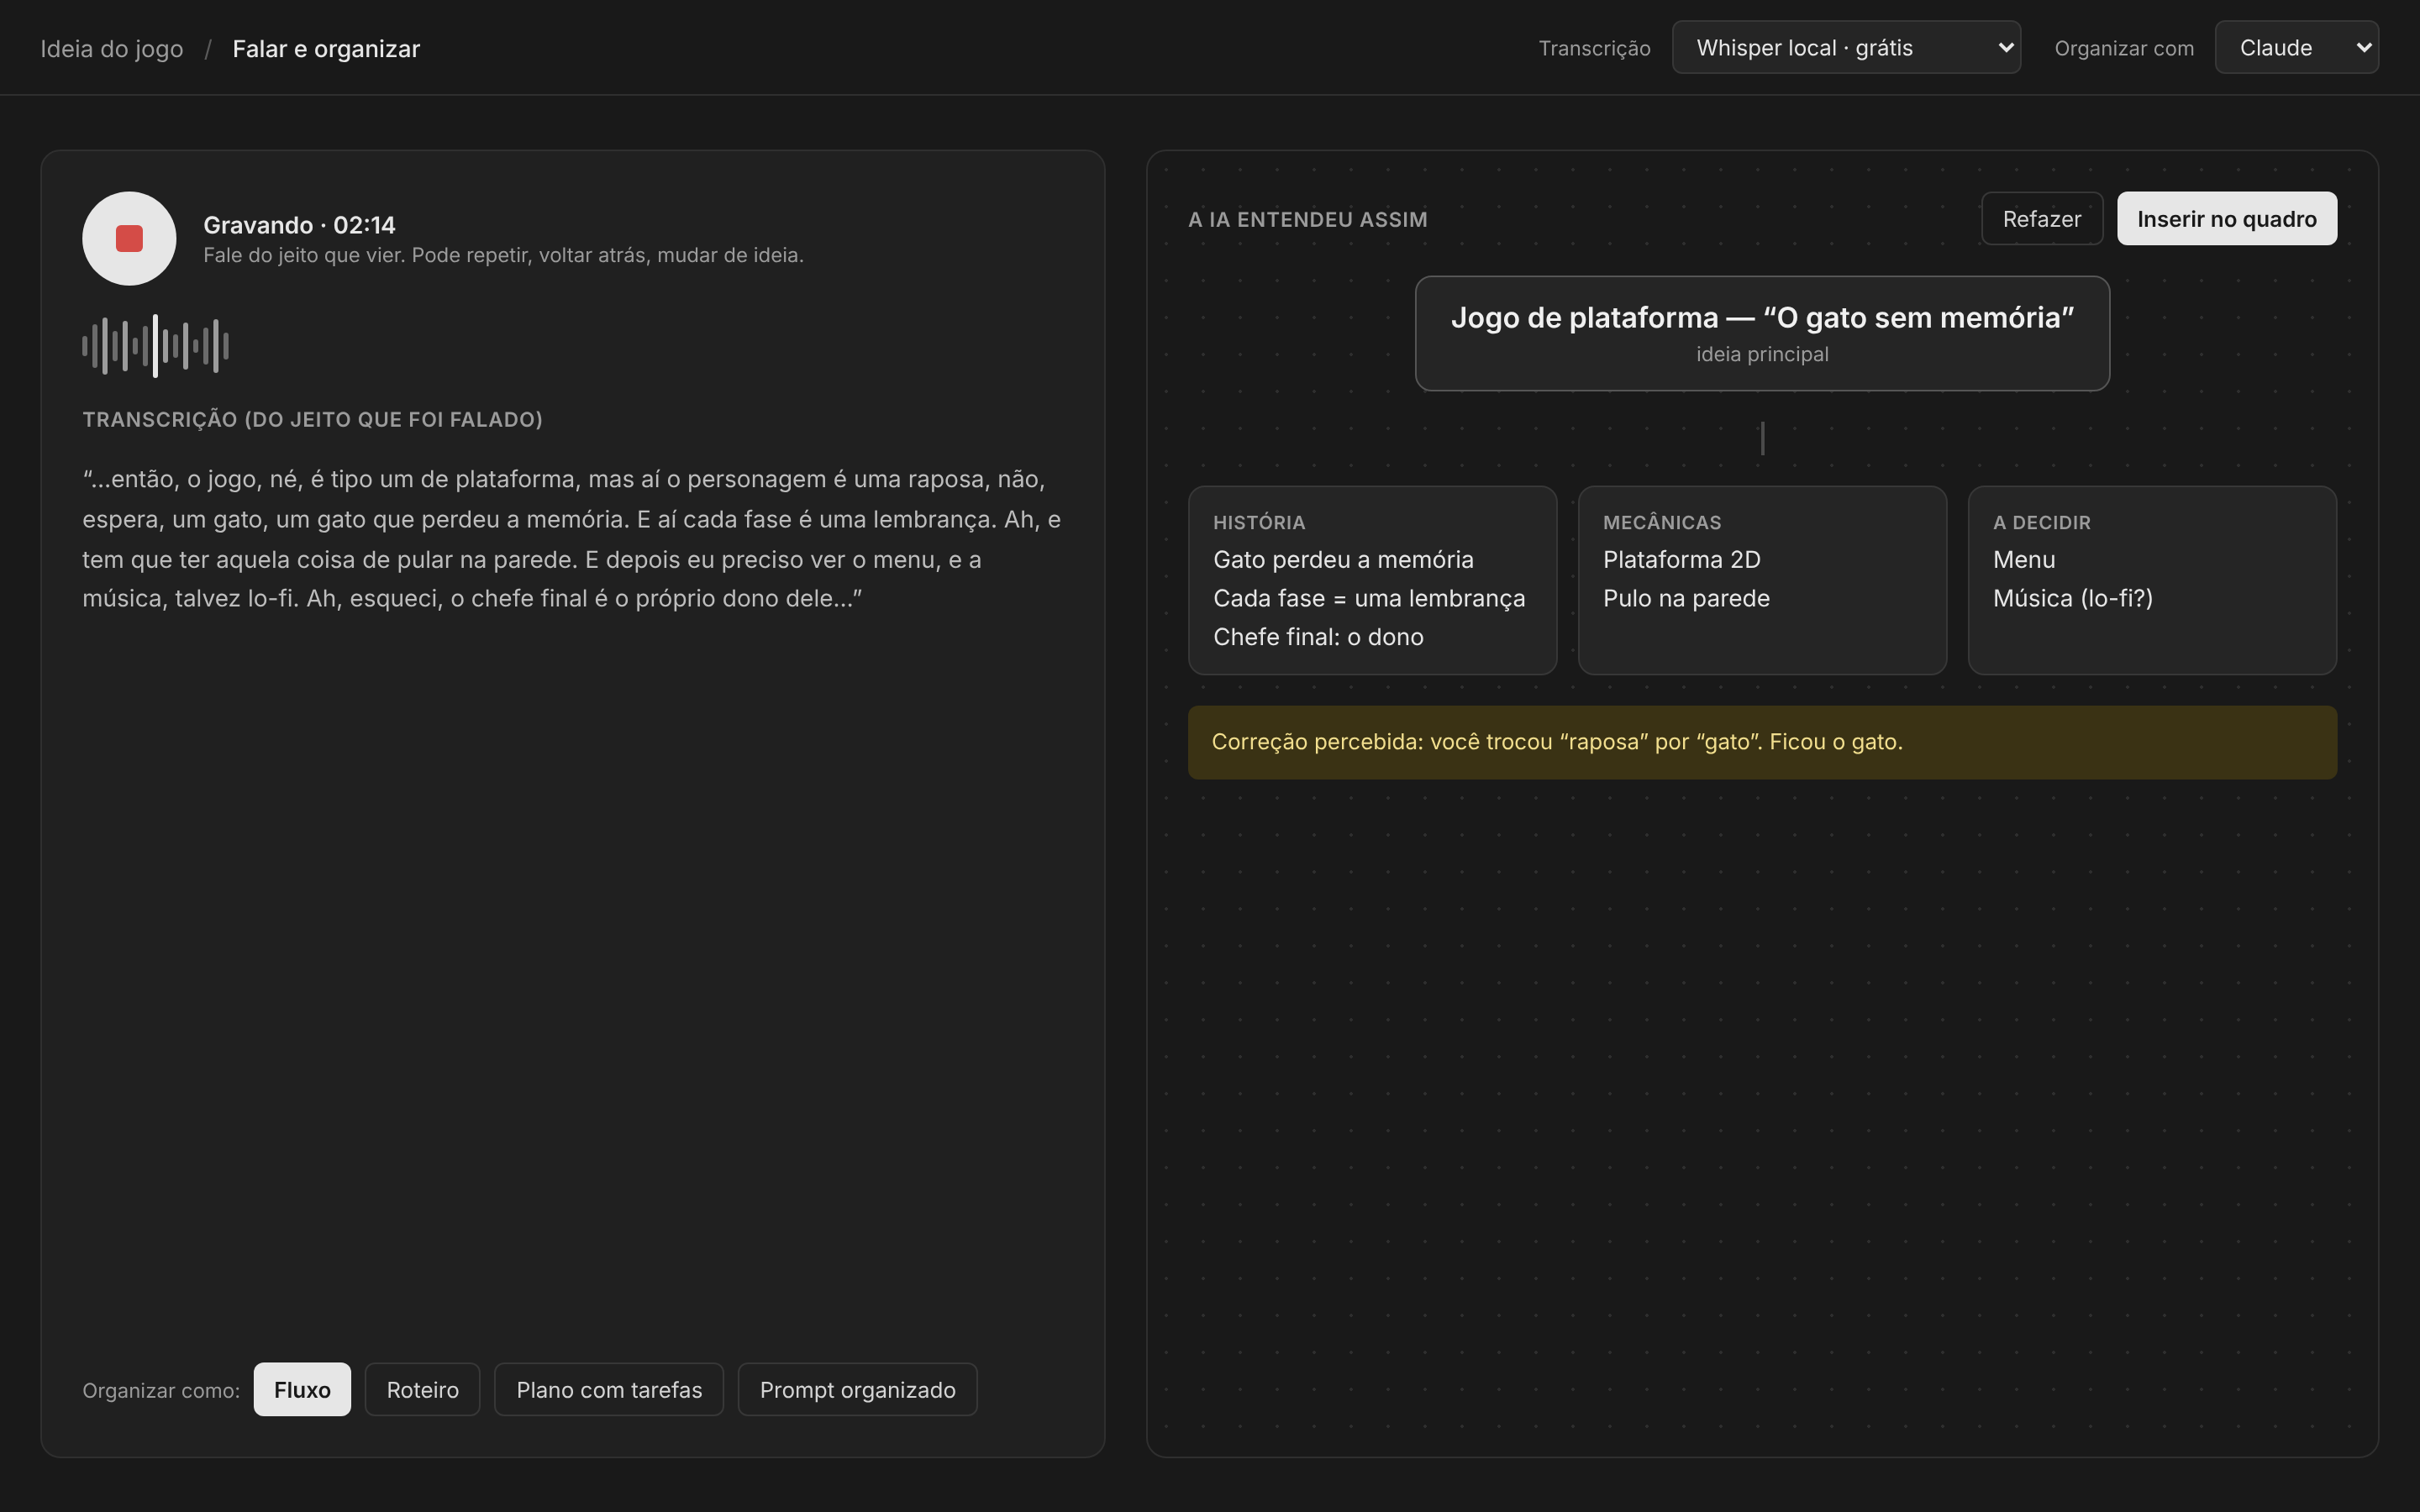 Ideia do jogo / Falar e organizar
Transcrição Whisper local · grátis Organizar com Claude
Gravando · 02:14
Fale do jeito que vier. Pode repetir, voltar atrás, mudar de ideia.
TRANSCRIÇÃO (DO JEITO QUE FOI FALADO)
“…então, o jogo, né, é tipo um de plataforma, mas aí o personagem é uma raposa, não,
espera, um gato, um gato que perdeu a memória. E aí cada fase é uma lembrança. Ah, e
tem que ter aquela coisa de pular na parede. E depois eu preciso ver o menu, e a
música, talvez lo-fi. Ah, esqueci, o chefe final é o próprio dono dele…”
Organizar como: Fluxo Roteiro Plano com tarefas Prompt organizado
A IA ENTENDEU ASSIM
Refazer Inserir no quadro
Jogo de plataforma — “O gato sem memória”
ideia principal
HISTÓRIA
Gato perdeu a memória
Cada fase = uma lembrança
Chefe final: o dono
MECÂNICAS
Plataforma 2D
Pulo na parede
A DECIDIR
Menu
Música (lo-fi?)
Correção percebida: você trocou “raposa” por “gato”. Ficou o gato.